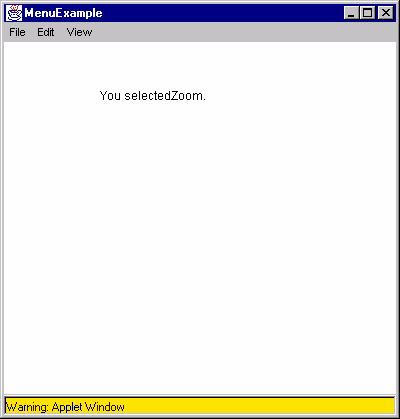 MenuExample
File Edit View
You selectedZoom.
Warning: Applet Window